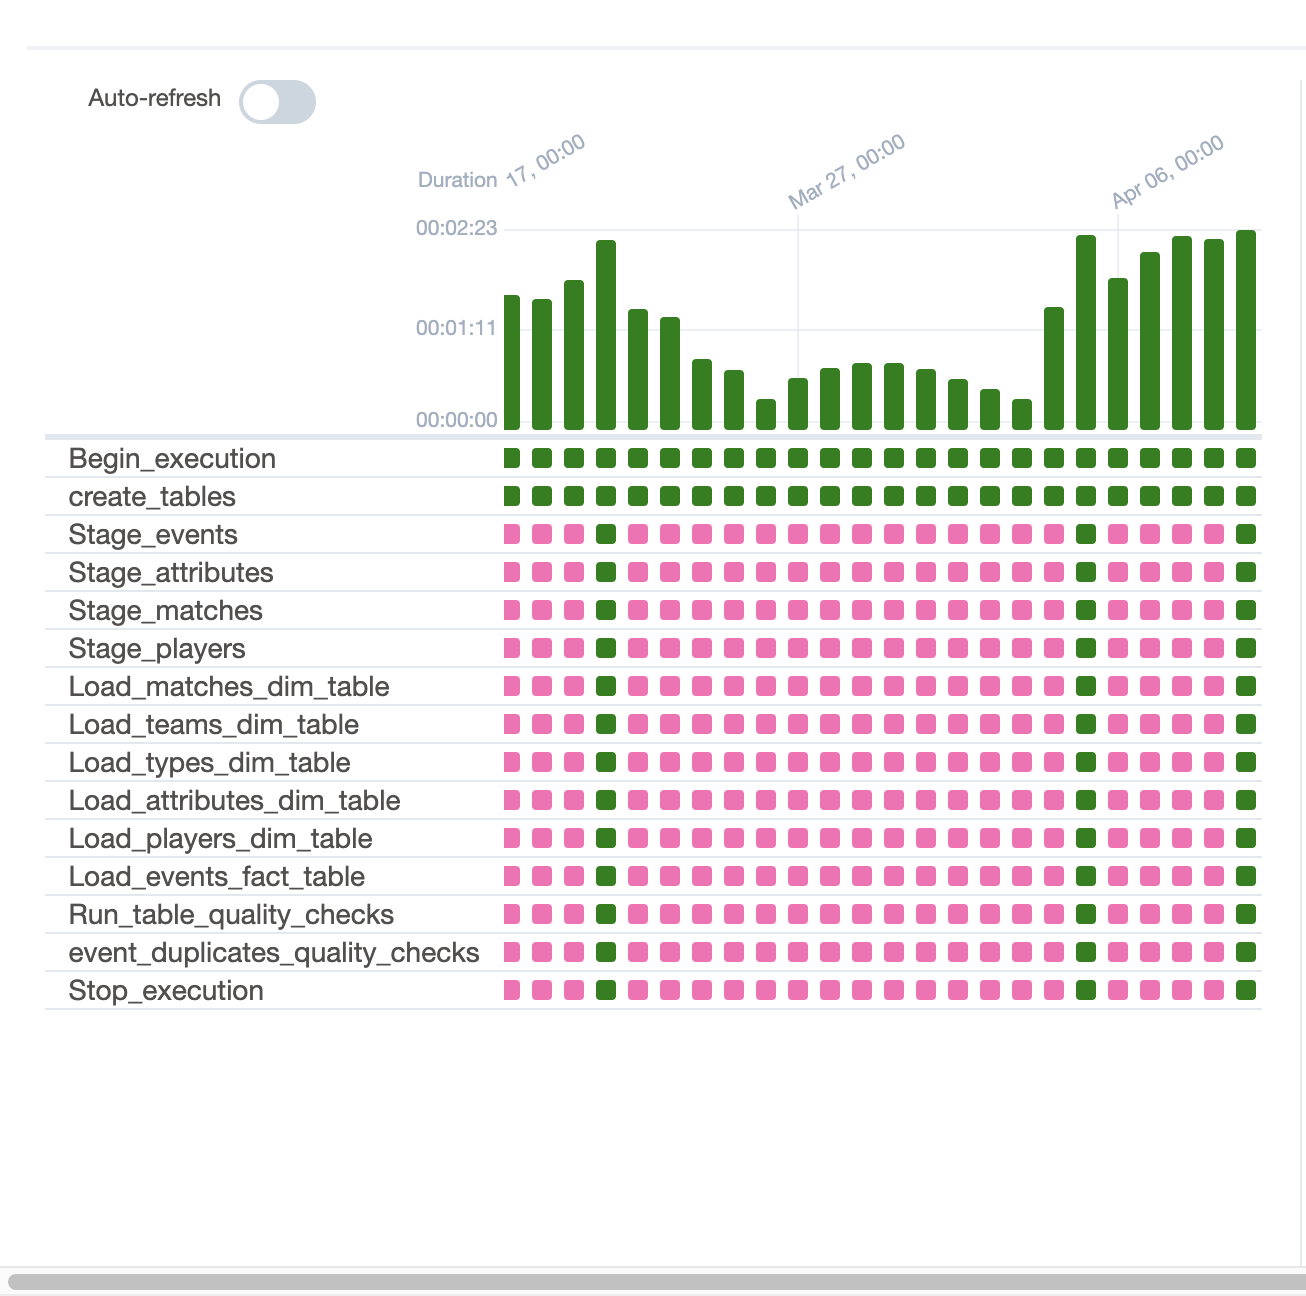 Auto-refresh
17, 00:00
Mar 27, 00:00
Apr 06, 00:00
Duration
00:02:23
00:01:11
00:00:00
Begin_execution
create_tables
Stage_events
Stage_attributes
Stage_matches
Stage_players
Load_matches_dim_table
Load_teams_dim_table
Load_types_dim_table
Load_attributes_dim_table
Load_players_dim_table
Load_events_fact_table
Run_table_quality_checks
event_duplicates_quality_checks
Stop_execution